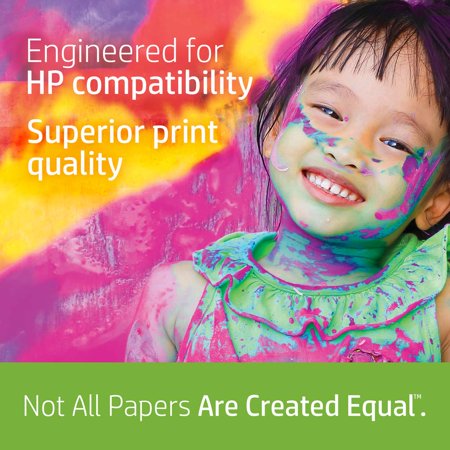 Engineered for
HP compatibility
Superior print
quality
Not All Papers Are Created Equal™.